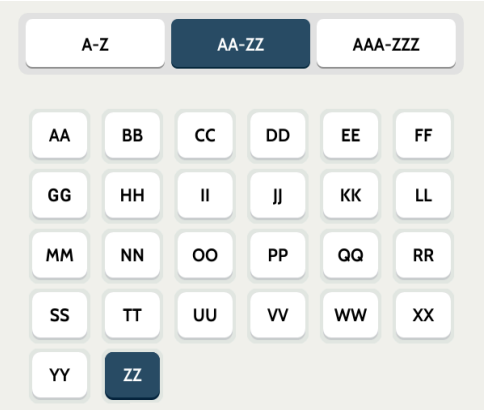 A-Z AA-ZZ AAA-ZZZ
AA BB CC DD EE FF
GG HH II JJ KK LL
MM NN OO PP QQ RR
SS TT UU VV WW XX
YY ZZ